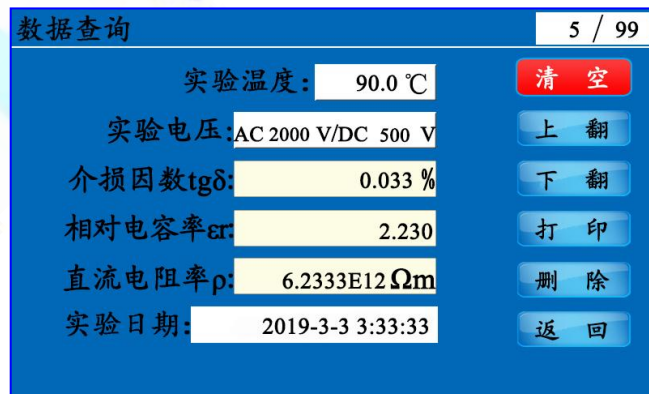 数据查询 5 / 99
实验温度: 90.0 ℃ 清 空
实验电压: AC 2000 V/DC 500 V 上 翻
介损因数tgδ: 0.033 % 下 翻
相对电容率εr: 2.230 打 印
直流电阻率ρ: 6.2333E12 Ωm 删 除
实验日期: 2019-3-3 3:33:33 返 回